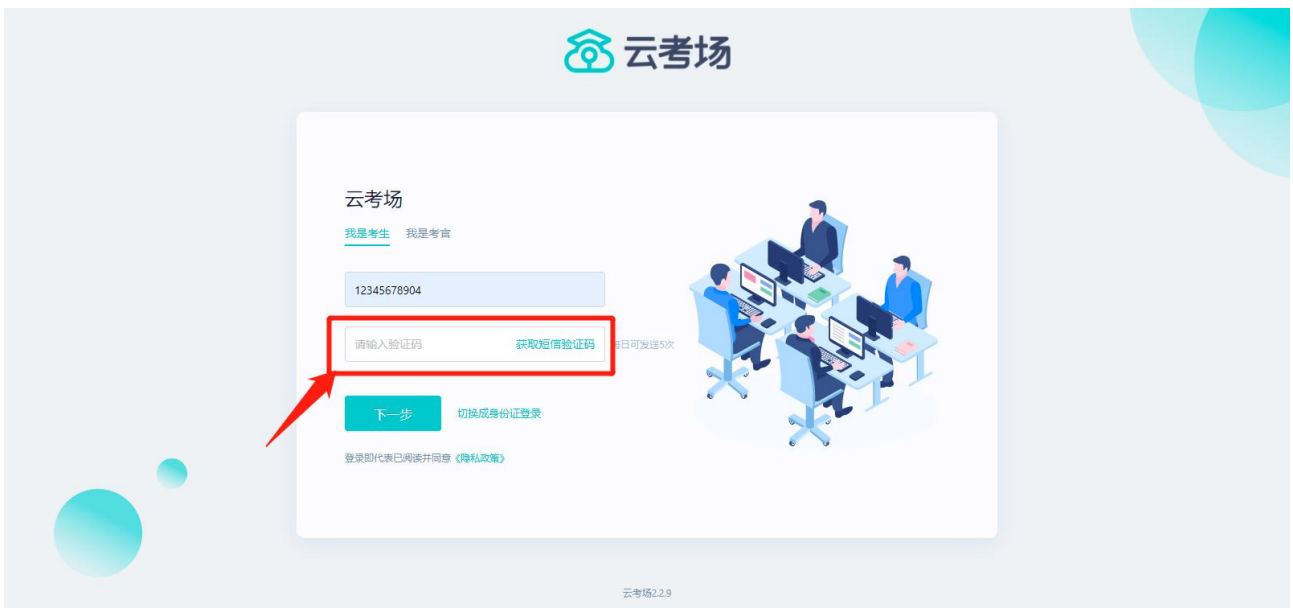 云考场
云考场
我是考生 我是考官
12345678904
请输入验证码 获取短信验证码 每日可发送5次
下一步 切换成身份证登录
登录即代表已阅读并同意《隐私政策》
云考场2.2.9